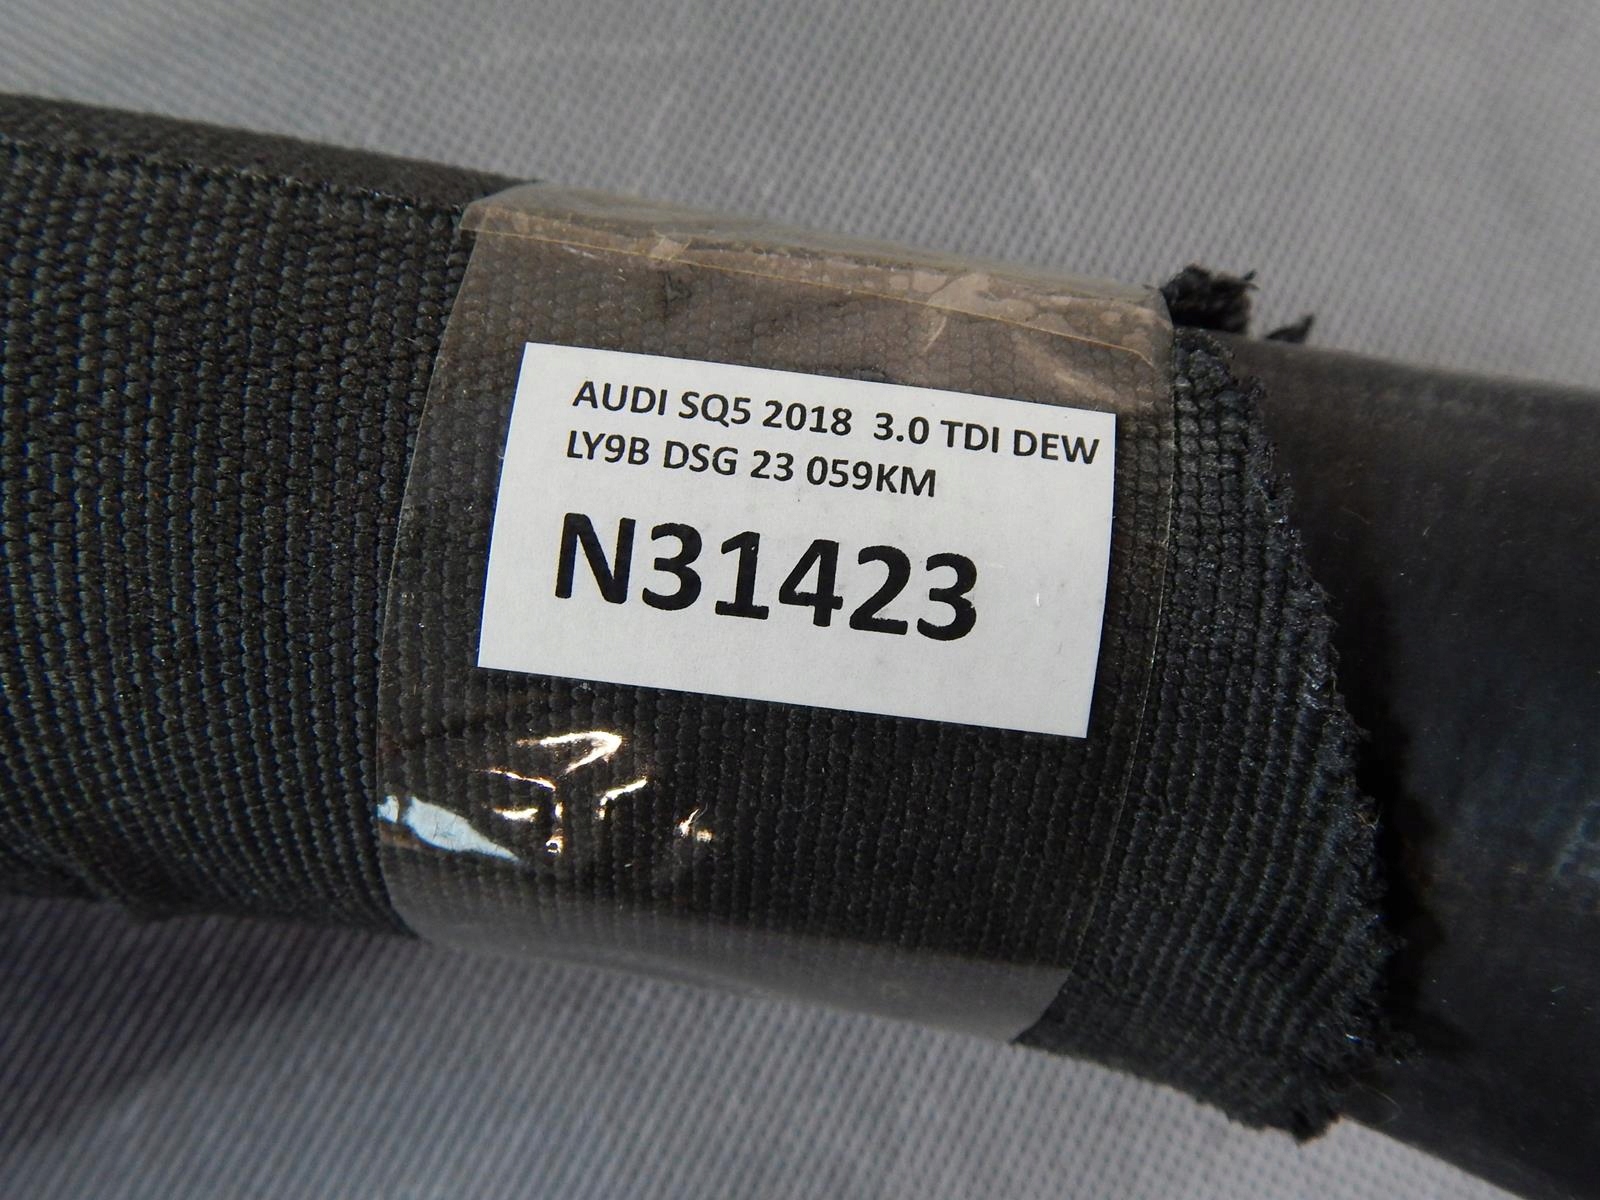 AUDI SQ5 2018 3.0 TDI DEW
LY9B DSG 23 059KM
N31423